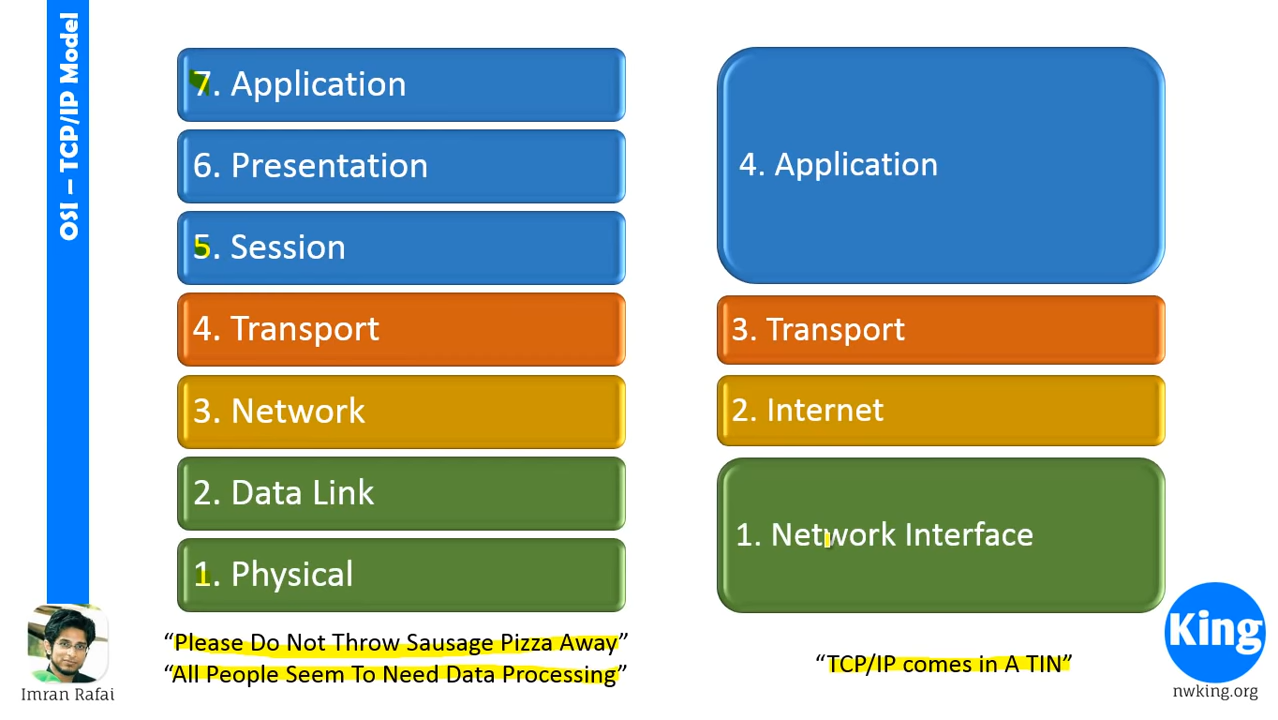 OSI – TCP/IP Model
7. Application
6. Presentation
5. Session
4. Transport
3. Network
2. Data Link
1. Physical
“Please Do Not Throw Sausage Pizza Away”
“All People Seem To Need Data Processing”
4. Application
3. Transport
2. Internet
1. Network Interface
“TCP/IP comes in A TIN”
Imran Rafai
King
nwking.org